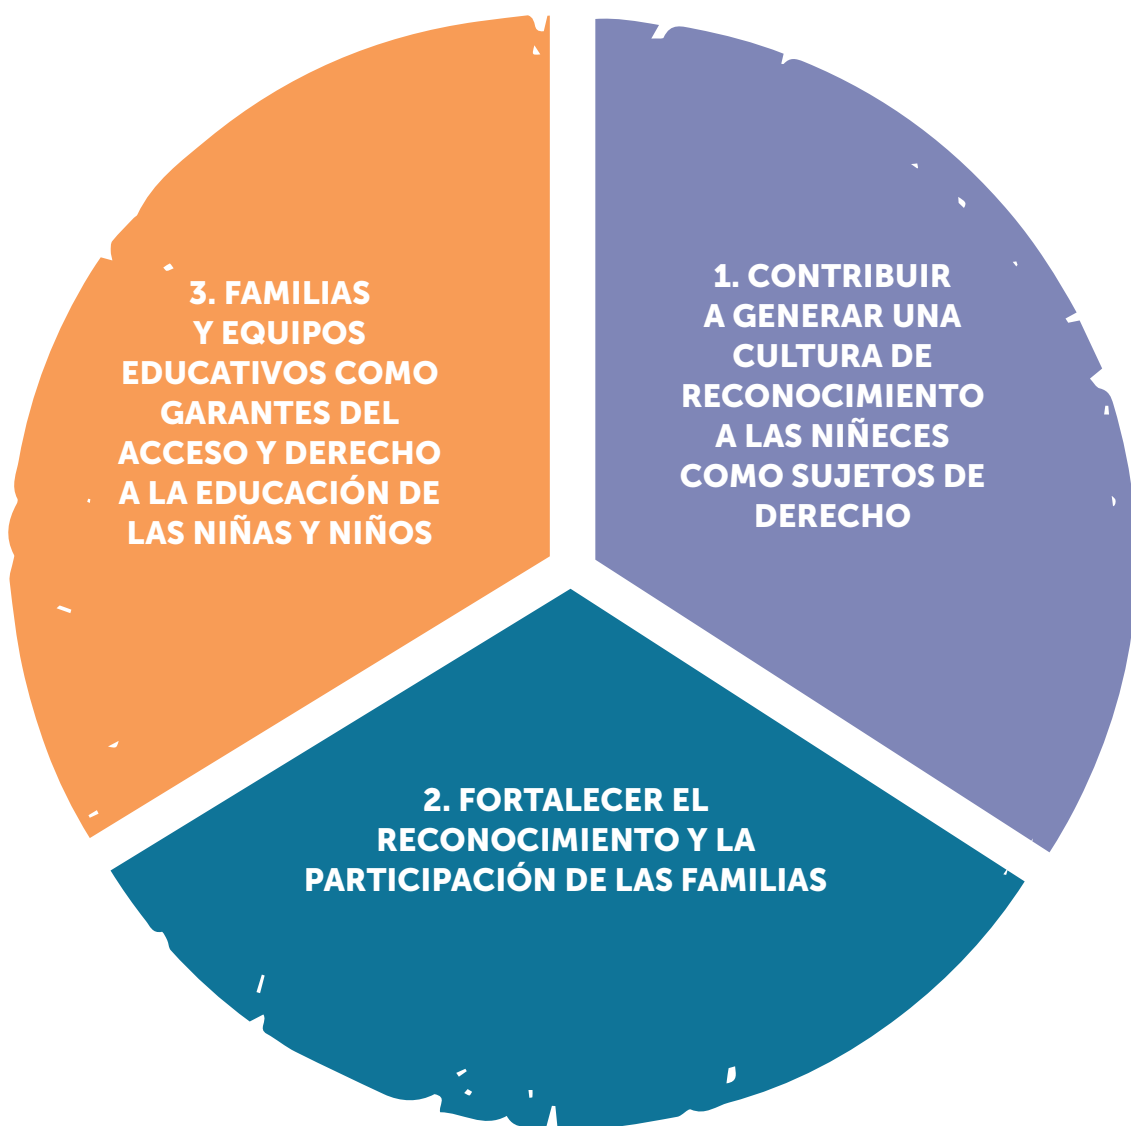 1. CONTRIBUIR
A GENERAR UNA
CULTURA DE
RECONOCIMIENTO
A LAS NIÑECES
COMO SUJETOS DE
DERECHO
2. FORTALECER EL
RECONOCIMIENTO Y LA
PARTICIPACIÓN DE LAS FAMILIAS
3. FAMILIAS
Y EQUIPOS
EDUCATIVOS COMO
GARANTES DEL
ACCESO Y DERECHO
A LA EDUCACIÓN DE
LAS NIÑAS Y NIÑOS